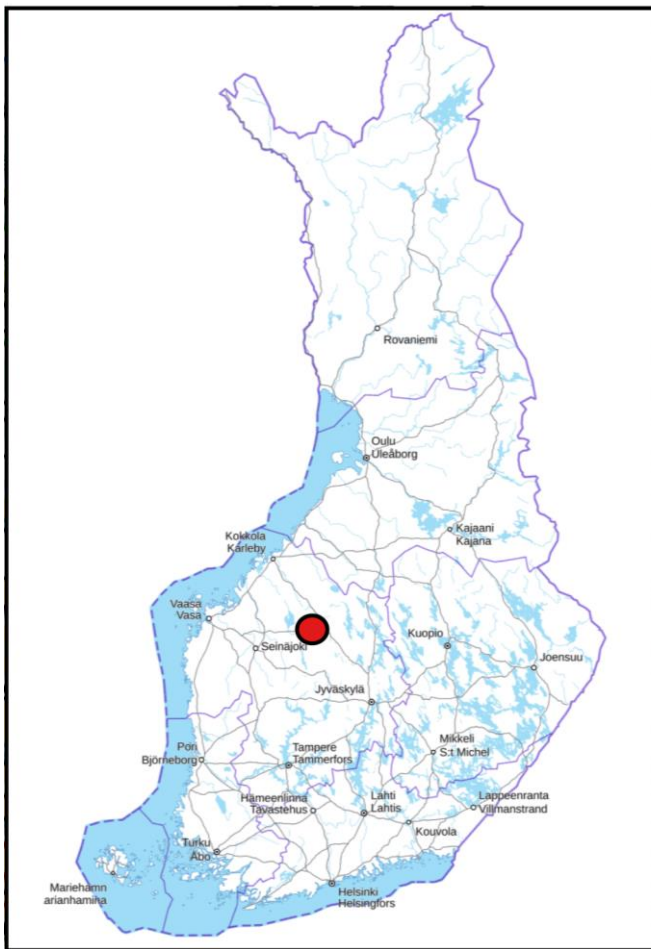 Rovaniemi
Oulu
Uleåborg
Kajaani
Kajana
Kokkola
Karleby
Vaasa
Vasa
Seinäjoki
Kuopio
Joensuu
Jyväskylä
Mikkeli
S:t Michel
Pori
Björneborg
Tampere
Tammerfors
Hämeenlinna
Tavastehus
Lahti
Lahtis
Lappeenranta
Villmanstrand
Kouvola
Turku
Åbo
Mariehamn
arianhamina
Helsinki
Helsingfors